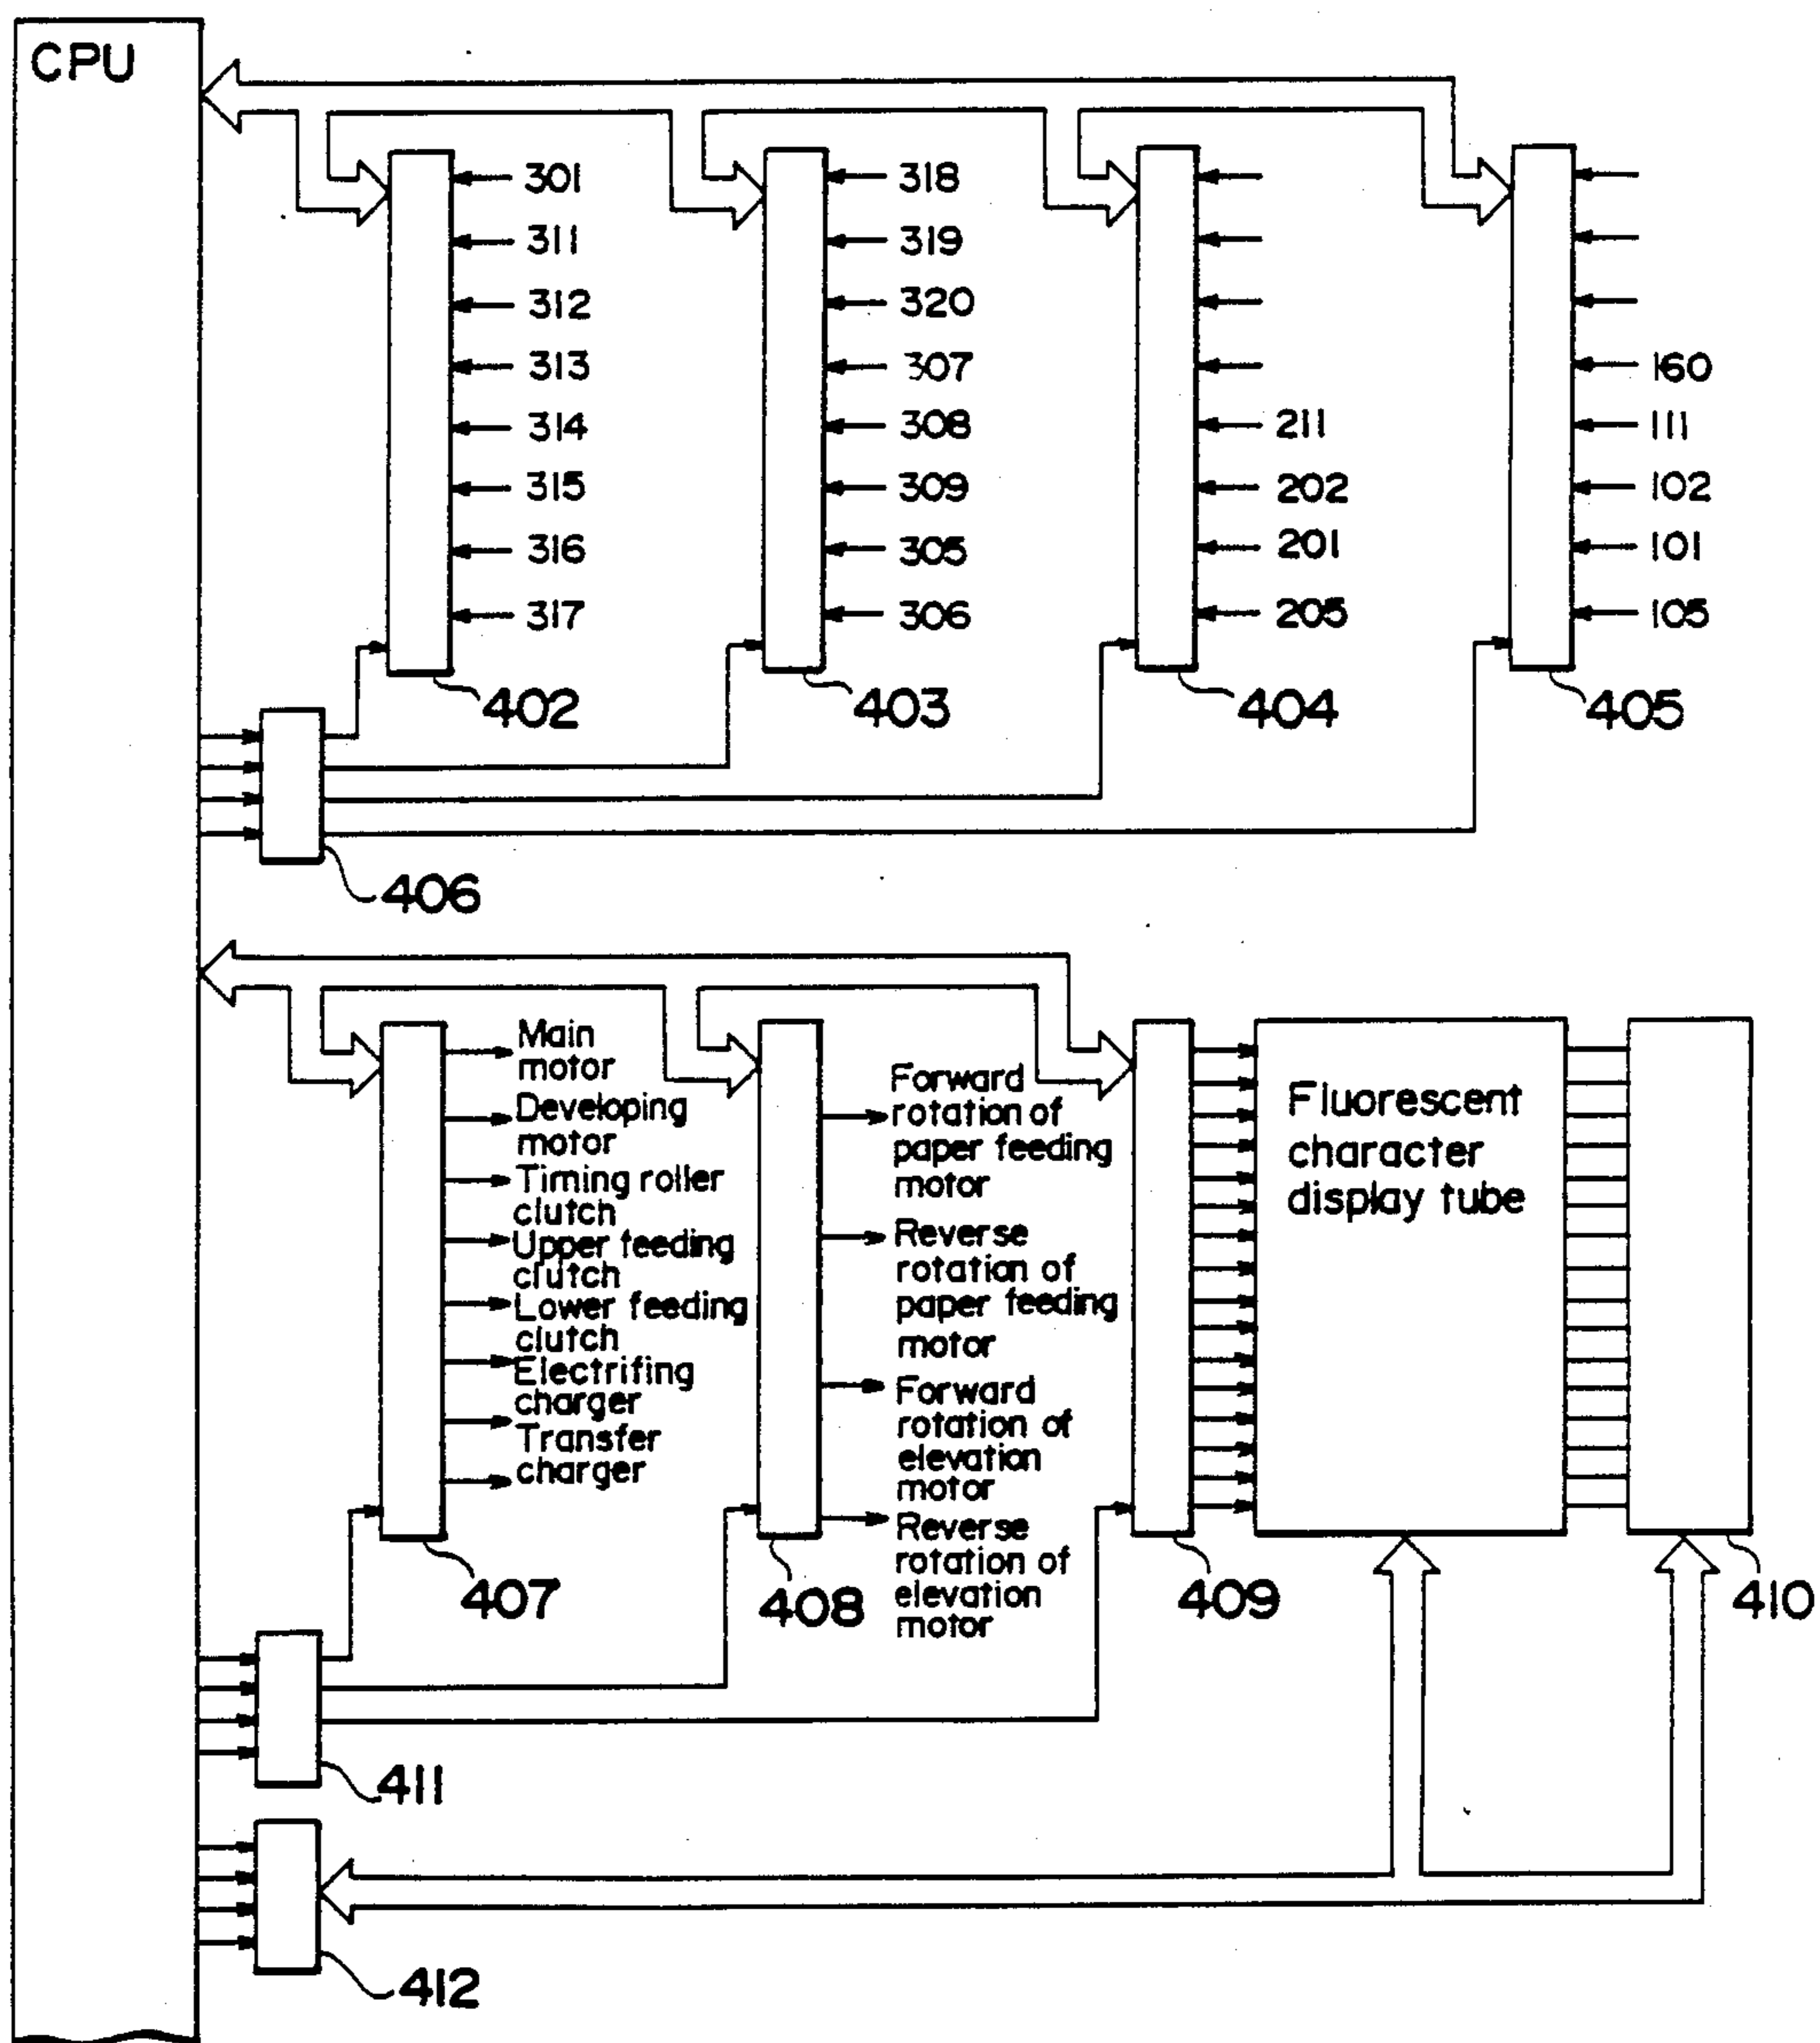 CPU
301
311
312
313
314
315
316
317
402
318
319
320
307
308
309
305
306
403
211
202
201
205
404
160
111
102
101
105
405
406
Main
motor
Developing
motor
Timing roller
clutch
Upper feeding
clutch
Lower feeding
clutch
Electrifing
charger
Transfer
charger
407
Forward
rotation of
paper feeding
motor
Reverse
rotation of
paper feeding
motor
Forward
rotation of
elevation
motor
Reverse
rotation of
elevation
motor
408
409
Fluorescent
character
display tube
410
411
412